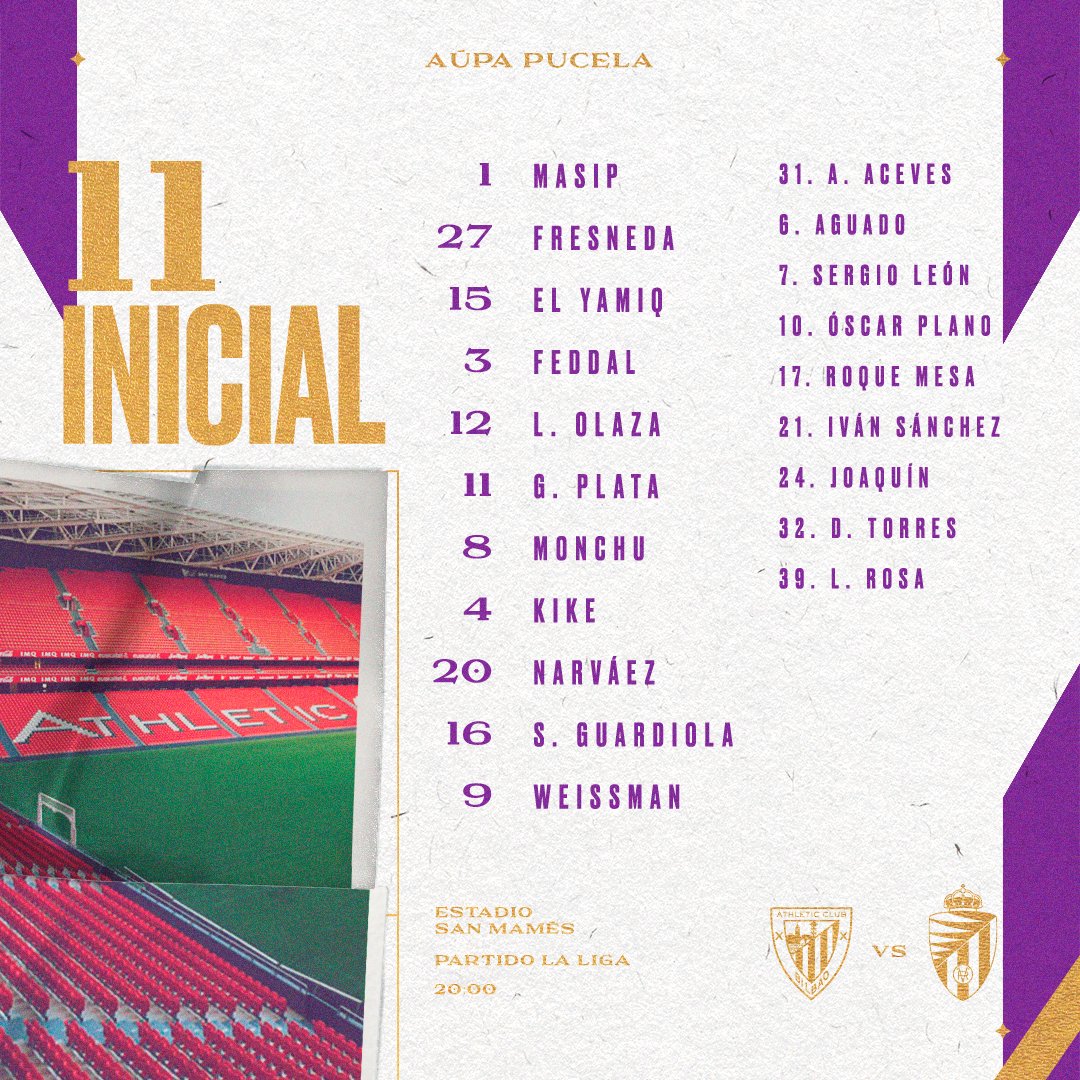 AÚPA PUCELA
11
INICIAL
1 MASIP
27 FRESNEDA
15 EL YAMIQ
3 FEDDAL
12 L. OLAZA
11 G. PLATA
8 MONCHU
4 KIKE
20 NARVÁEZ
16 S. GUARDIOLA
9 WEISSMAN
31. A. ACEVES
6. AGUADO
7. SERGIO LEÓN
10. ÓSCAR PLANO
17. ROQUE MESA
21. IVÁN SÁNCHEZ
24. JOAQUÍN
32. D. TORRES
39. L. ROSA
ATHLETIC C
ESTADIO
SAN MAMÉS
PARTIDO LA LIGA
20:00
ATHLETIC CLUB
BILBAO
VS